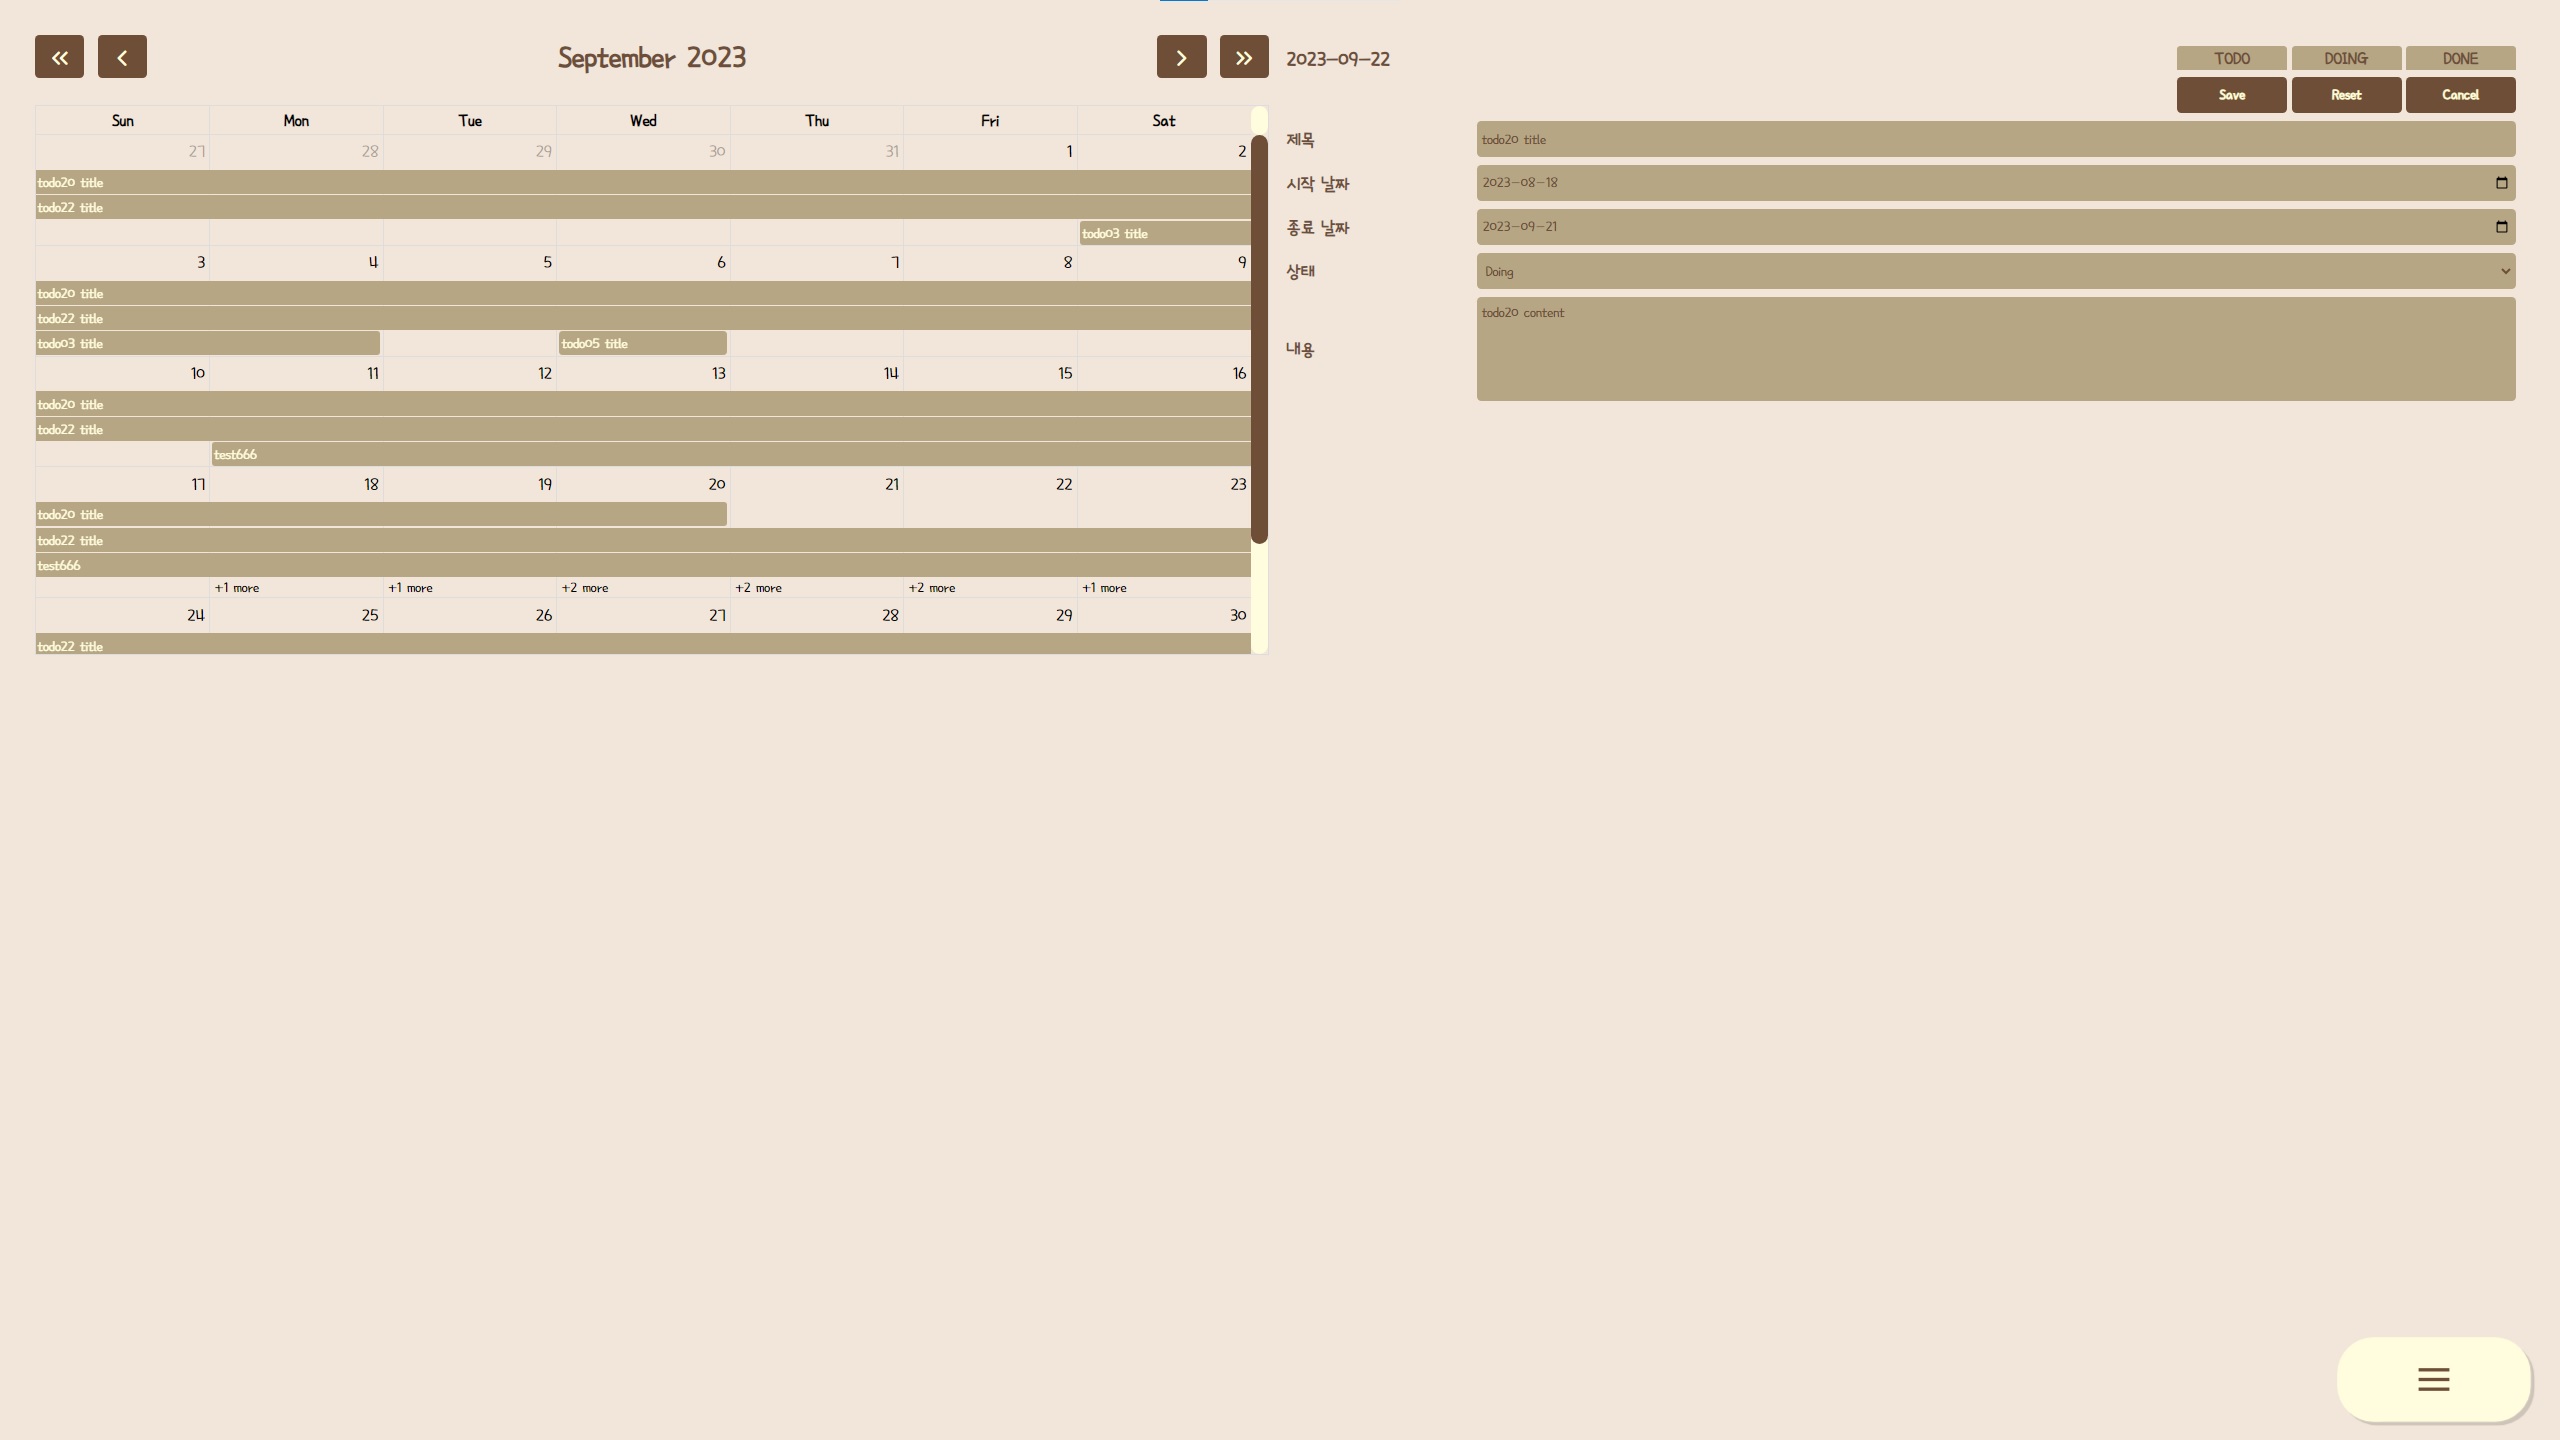 September 2023
Sun Mon Tue Wed Thu Fri Sat
27 28 29 30 31 1 2
todo20 title
todo22 title
todo03 title
3 4 5 6 7 8 9
todo20 title
todo22 title
todo03 title todo05 title
10 11 12 13 14 15 16
todo20 title
todo22 title
test666
17 18 19 20 21 22 23
todo20 title
todo22 title
test666
+1 more +1 more +2 more +2 more +2 more +1 more
24 25 26 27 28 29 30
todo22 title
2023-09-22
TODO DOING DONE
Save Reset Cancel
제목 todo20 title
시작 날짜 2023-08-18
종료 날짜 2023-09-21
상태 Doing
내용 todo20 content